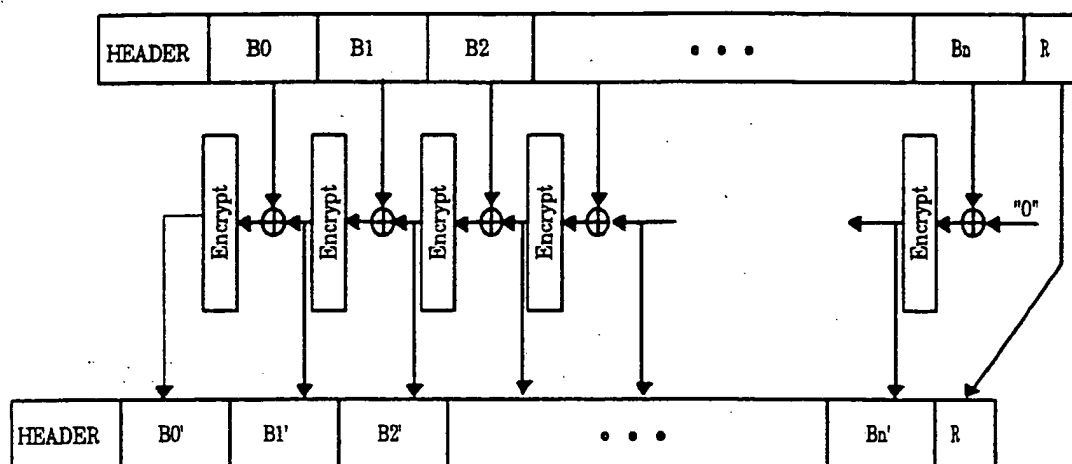 HEADER B0 B1 B2 • • • Bn R
Encrypt Encrypt Encrypt Encrypt Encrypt "0"
HEADER B0' B1' B2' • • • Bn' R